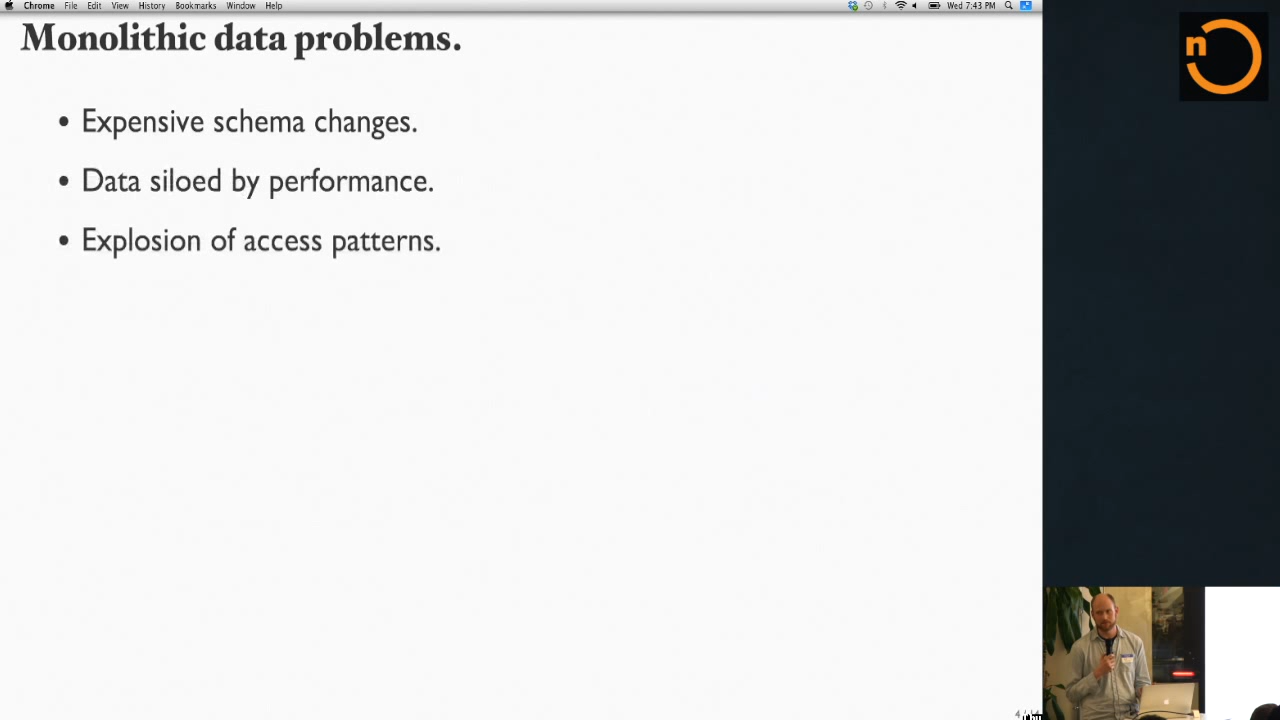 Chrome File Edit View History Bookmarks Window Help Wed 7:43 PM
Monolithic data problems.
n
• Expensive schema changes.
• Data siloed by performance.
• Explosion of access patterns.